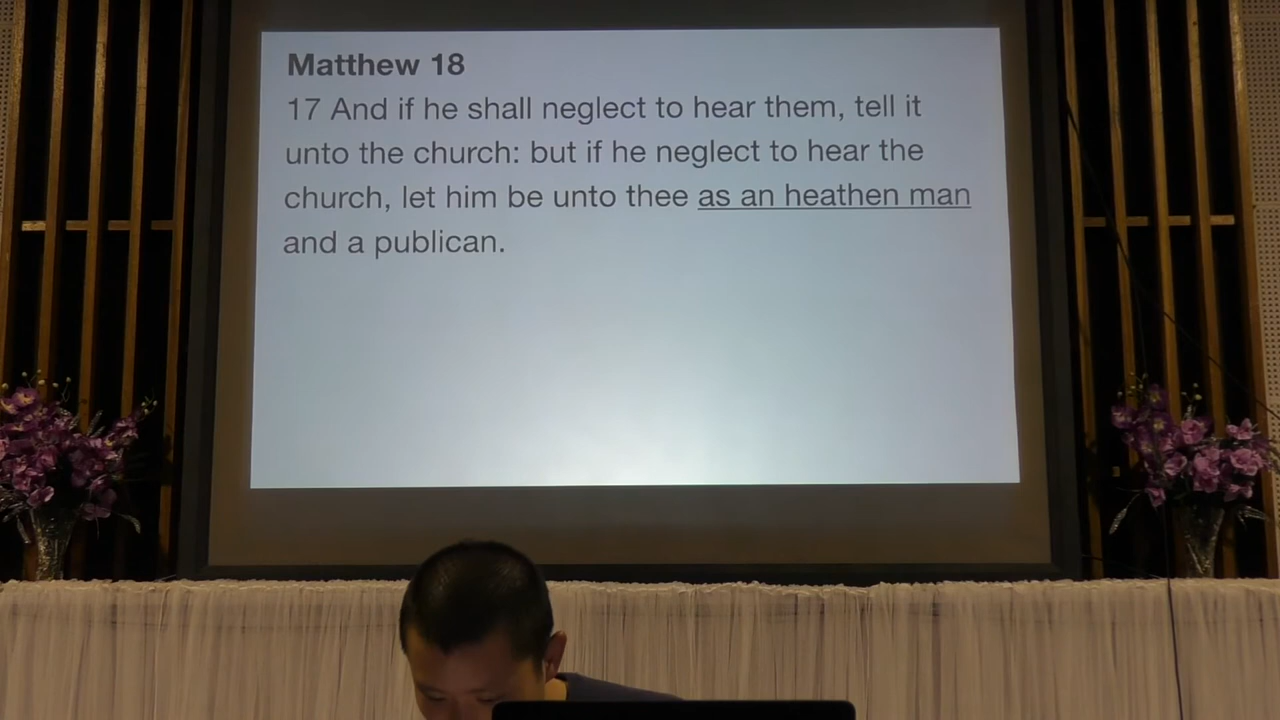 Matthew 18
17 And if he shall neglect to hear them, tell it
unto the church: but if he neglect to hear the
church, let him be unto thee as an heathen man
and a publican.